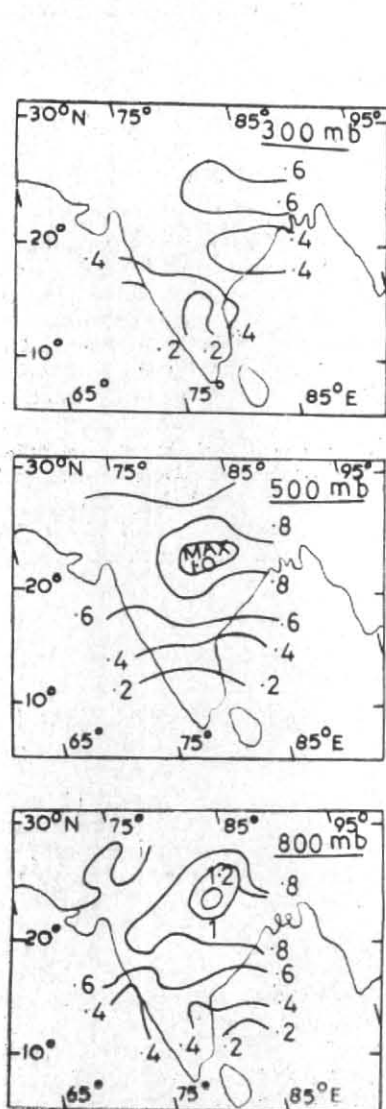 30°N 75° 85° 95°
300 mb
.6
.6
20° .4
.4 .4
.4
10° .2 .2
65° 75° 85°E
30° 75° 85° 95°
500 mb
.8
MAX
1.0
20° .8
.6 .6
.4 .4
.2 .2
10°
65° 75° 85°E
30°N 75° 85° 95°
800 mb
1.2 .8
1
20° .8
.6 .6
.4 .4
.4 .2
10°
65° 75° 85°E